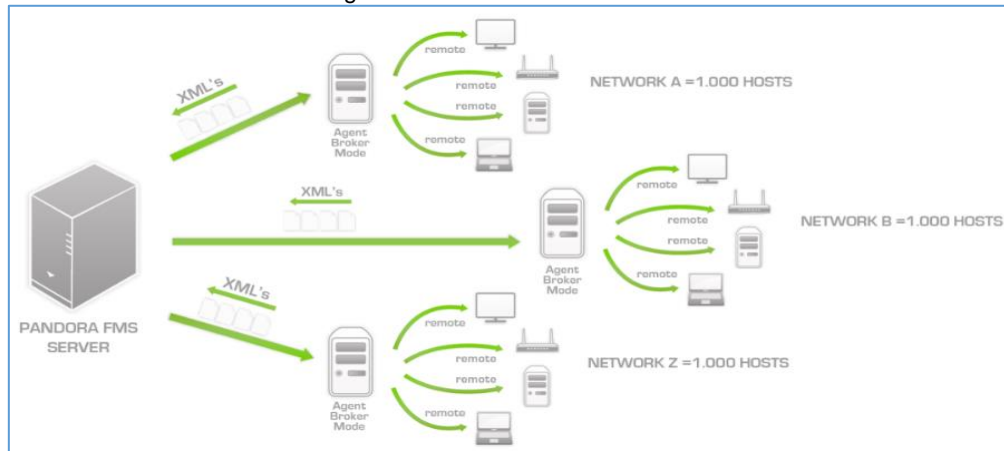 XML's
remote
remote
remote
remote
Agent
Broker
Mode
NETWORK A =1.000 HOSTS
XML's
remote
remote
remote
remote
Agent
Broker
Mode
NETWORK B =1.000 HOSTS
PANDORA FMS
SERVER
XML's
remote
remote
remote
remote
Agent
Broker
Mode
NETWORK Z =1.000 HOSTS